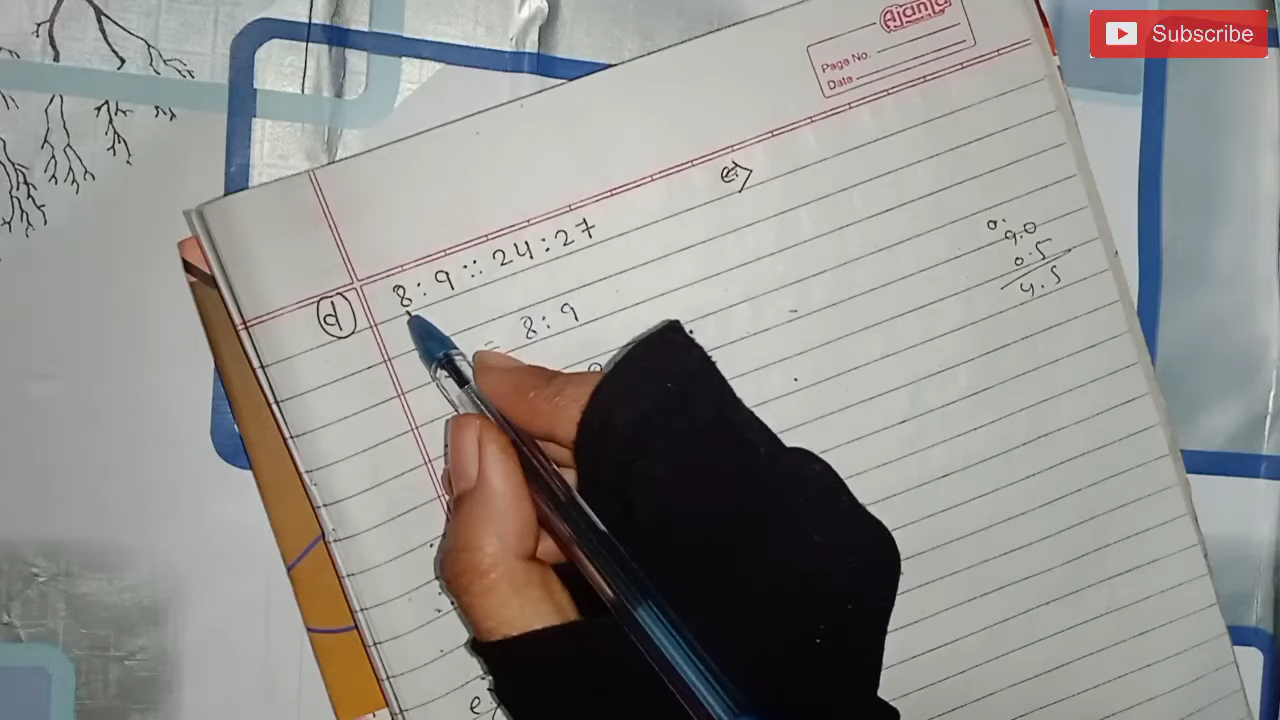 Subscribe
Ajanta
Page No.
Date
e)
(d) 8 : 9 :: 24 : 27
= 8 : 9
0.
9.0
0.5
4.5
e)